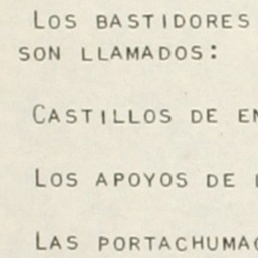 LOS BASTIDORES
SON LLAMADOS:
CASTILLOS DE
LOS APOYOS DE
LAS